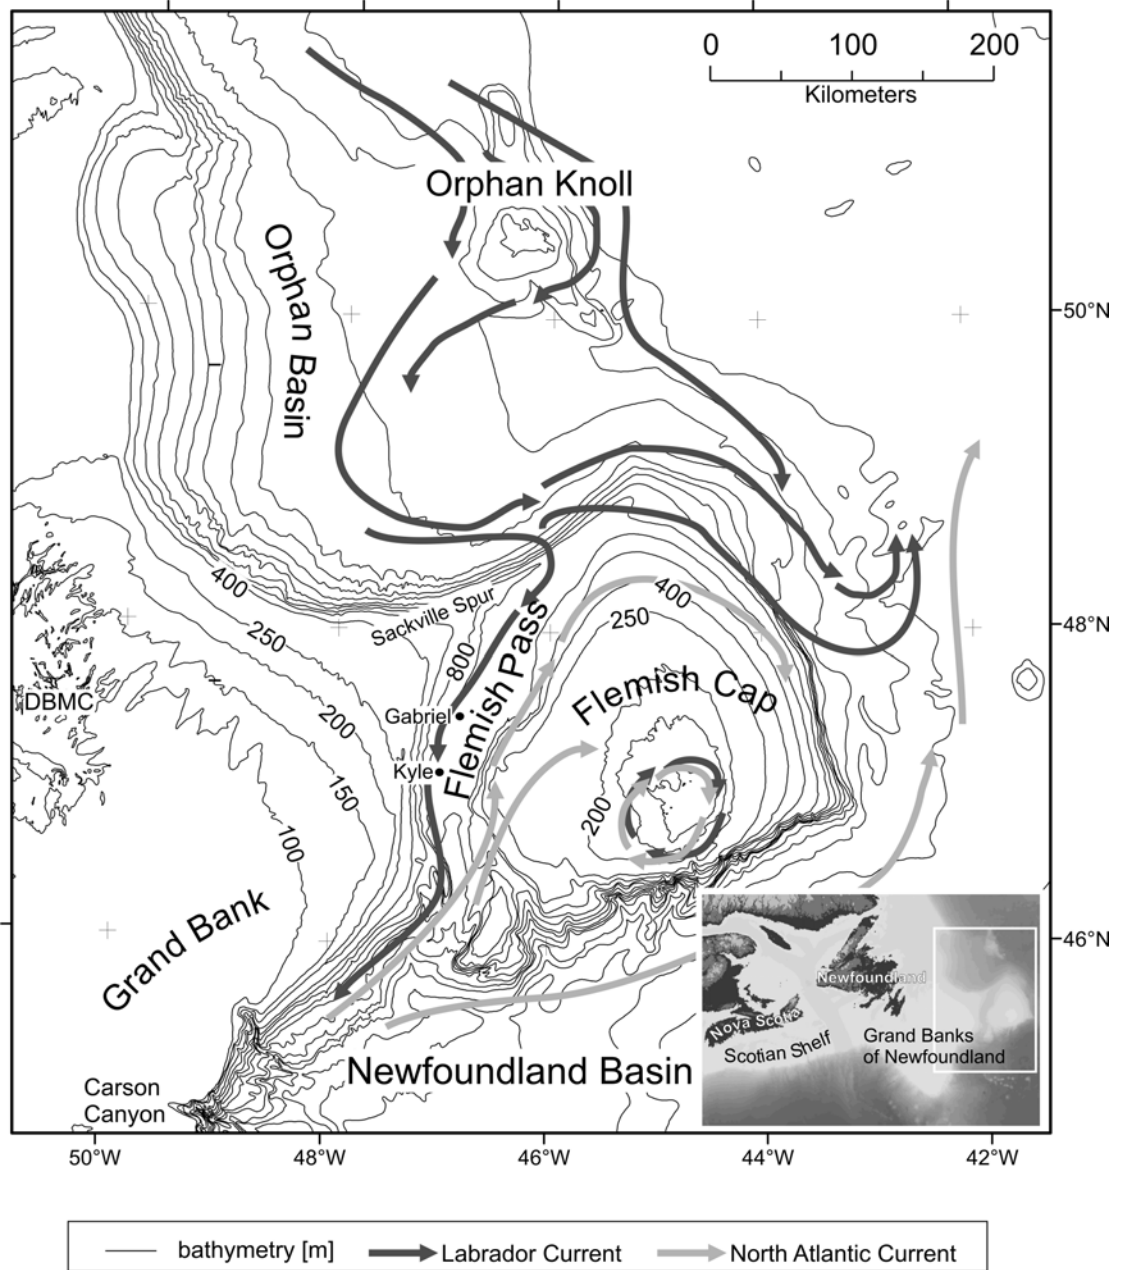 0 100 200
Kilometers
Orphan Knoll
Orphan Basin
50°N
400
Sackville Spur
400
250
48°N
250
800
Flemish Pass
Flemish Cap
DBMC
Gabriel
200
Kyle
150
200
100
Grand Bank
46°N
Newfoundland
Nova Scotia
Grand Banks
of Newfoundland
Scotian Shelf
Newfoundland Basin
Carson
Canyon
50°W 48°W 46°W 44°W 42°W
bathymetry [m] Labrador Current North Atlantic Current